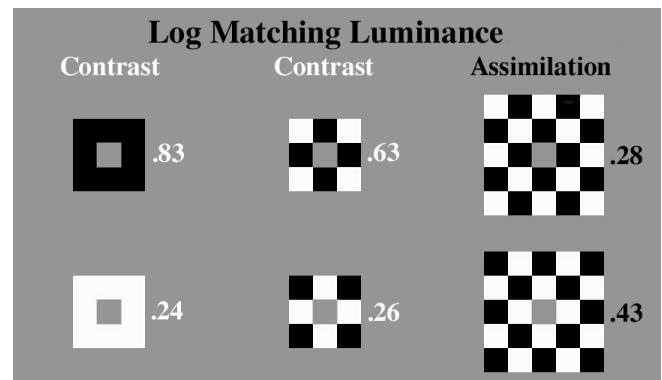 Log Matching Luminance
Contrast Contrast Assimilation
.83 .63 .28
.24 .26 .43